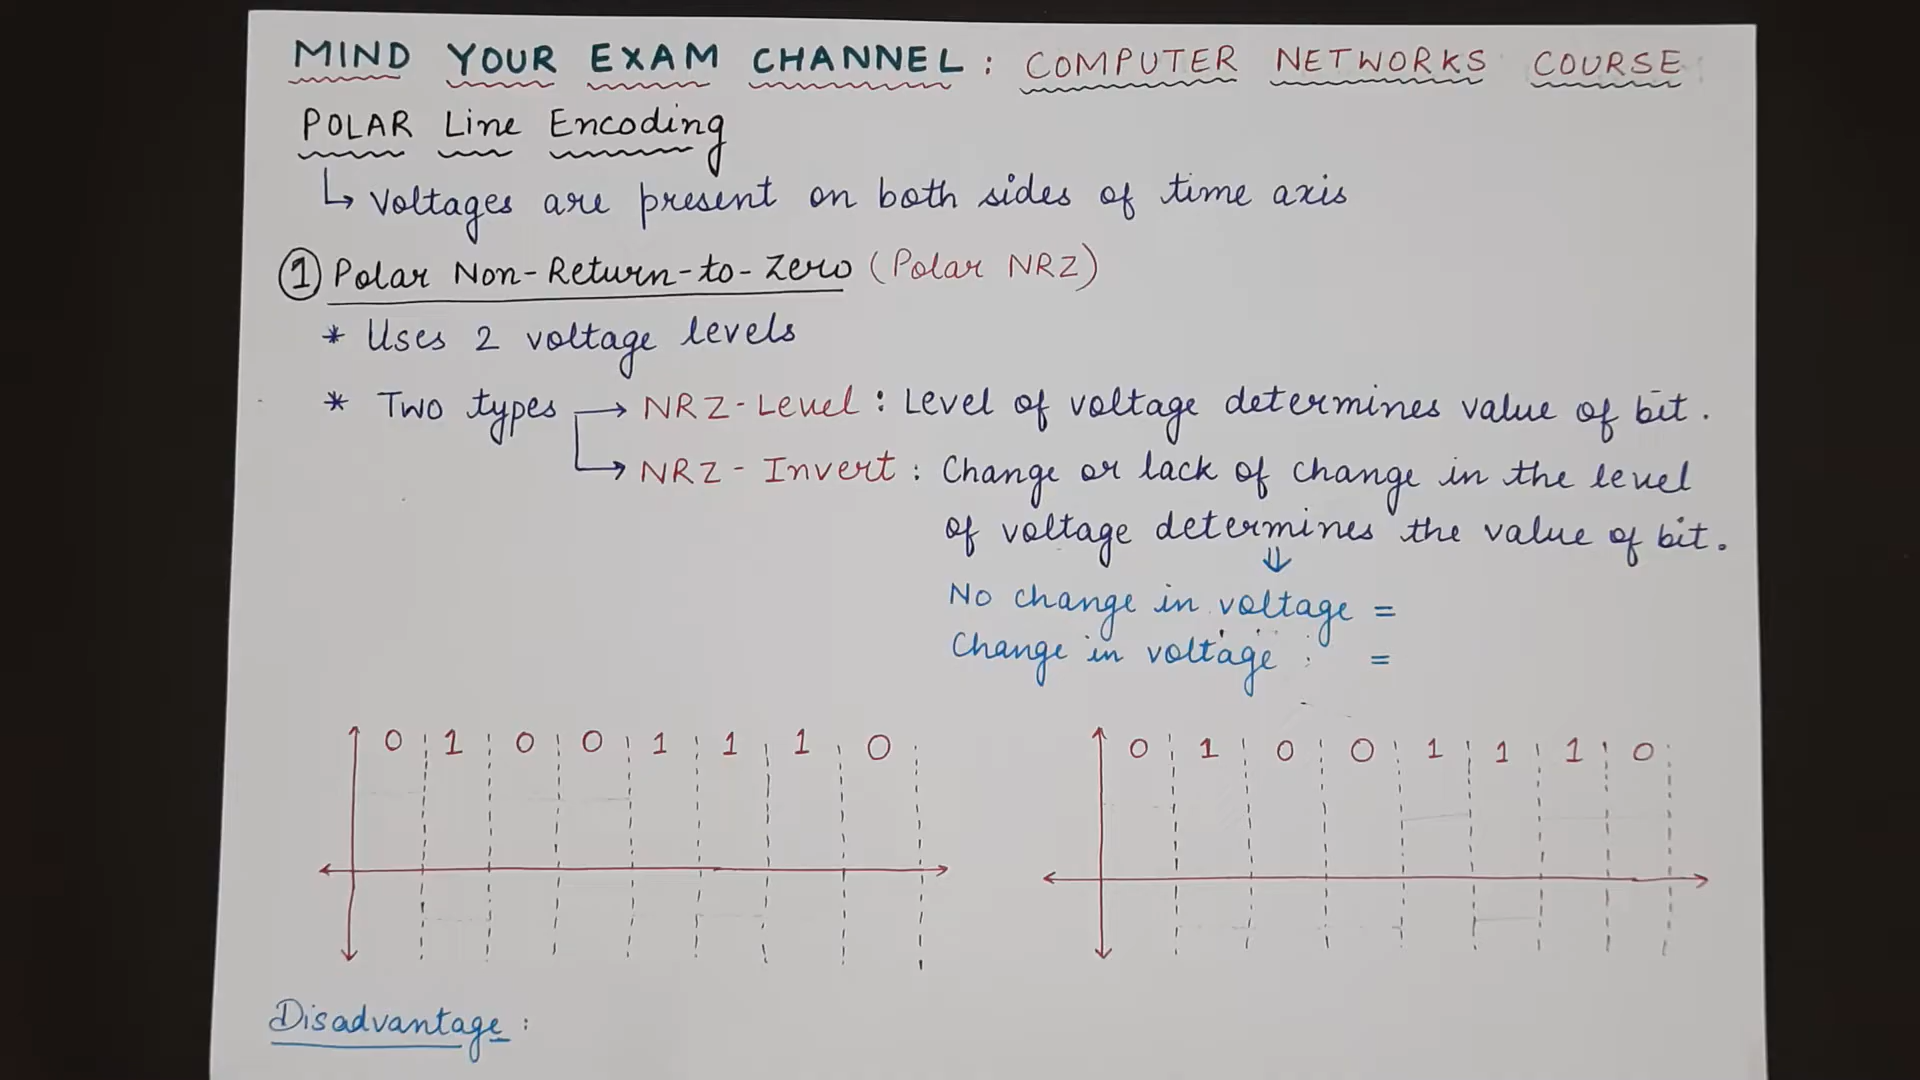 MIND YOUR EXAM CHANNEL : COMPUTER NETWORKS COURSE
POLAR Line Encoding
↳ Voltages are present on both sides of time axis
① Polar Non-Return-to-Zero (Polar NRZ)
* Uses 2 voltage levels
* Two types → NRZ-Level : Level of voltage determines value of bit.
→ NRZ - Invert : Change or lack of change in the level
of voltage determines the value of bit.
⇓
No change in voltage =
Change in voltage =
0 1 0 0 1 1 1 0
0 1 0 0 1 1 1 0
Disadvantage :